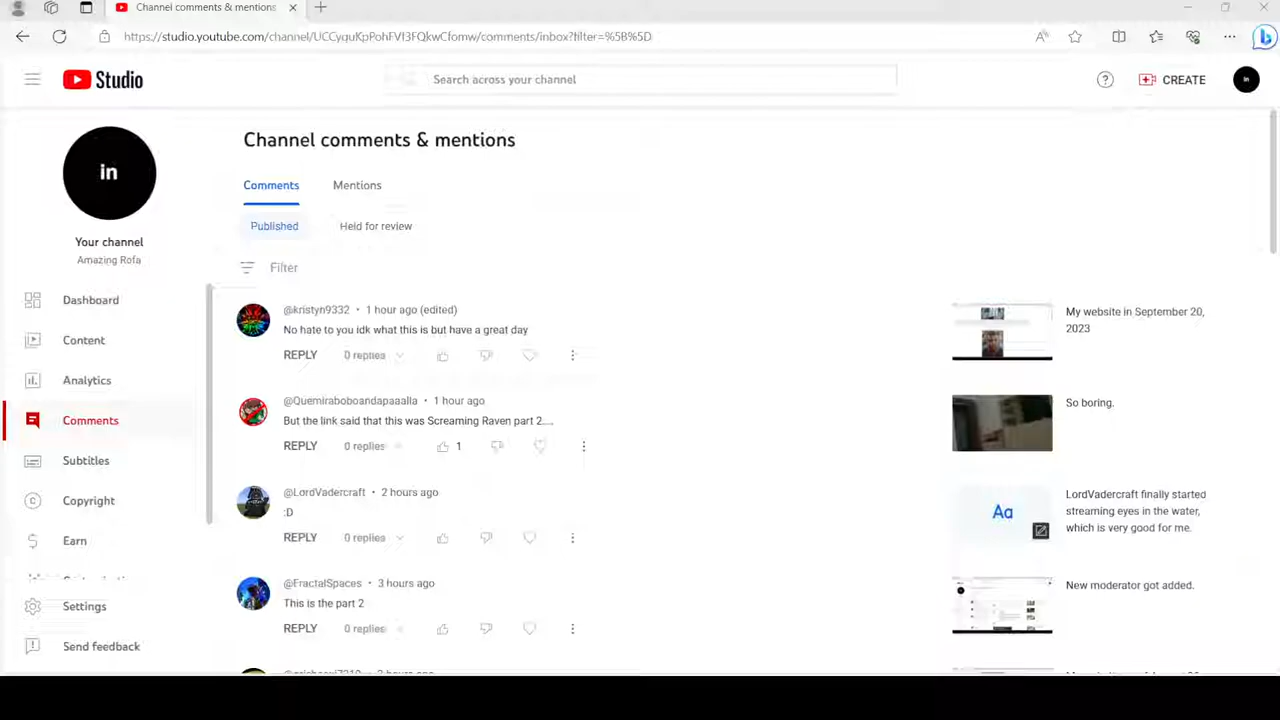 Channel comments & mentions
https://studio.youtube.com/channel/UCCyquKpPohFVI3FQkwCfomw/comments/inbox?filter=%5B%5D
Studio
Search across your channel
CREATE
in
in
Your channel
Amazing Rofa
Dashboard
Content
Analytics
Comments
Subtitles
Copyright
Earn
Settings
Send feedback
Channel comments & mentions
Comments
Mentions
Published
Held for review
Filter
@kristyn9332 • 1 hour ago (edited)
No hate to you idk what this is but have a great day
REPLY
0 replies
My website in September 20,
2023
@Quemiraboboandapaaalla • 1 hour ago
But the link said that this was Screaming Raven part 2....
REPLY
0 replies
1
So boring.
@LordVadercraft • 2 hours ago
:D
REPLY
0 replies
Aa
LordVadercraft finally started
streaming eyes in the water,
which is very good for me.
@FractalSpaces • 3 hours ago
This is the part 2
REPLY
0 replies
New moderator got added.